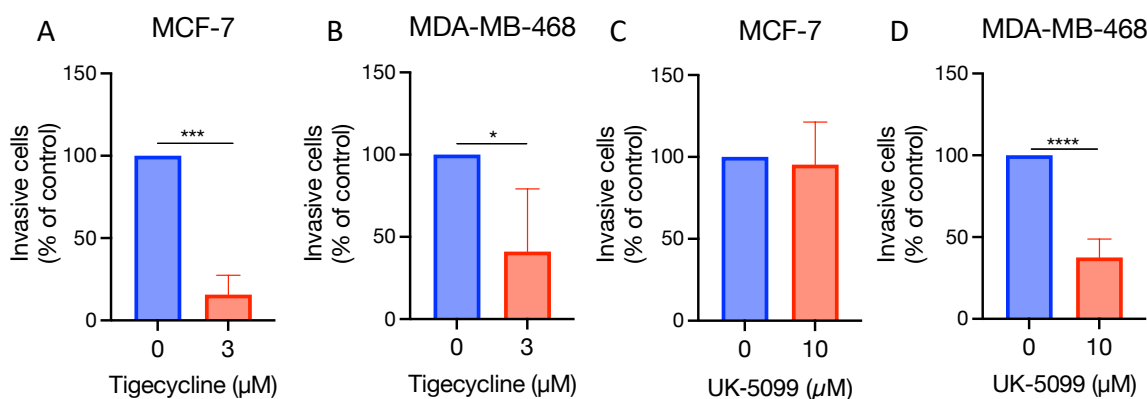 A MCF-7
Invasive cells
(% of control)
150
100
50
0
***
0 3
Tigecycline (µM)
B MDA-MB-468
Invasive cells
(% of control)
150
100
50
0
*
0 3
Tigecycline (µM)
C MCF-7
Invasive cells
(% of control)
150
100
50
0
0 10
UK-5099 (µM)
D MDA-MB-468
Invasive cells
(% of control)
150
100
50
0
****
0 10
UK-5099 (µM)